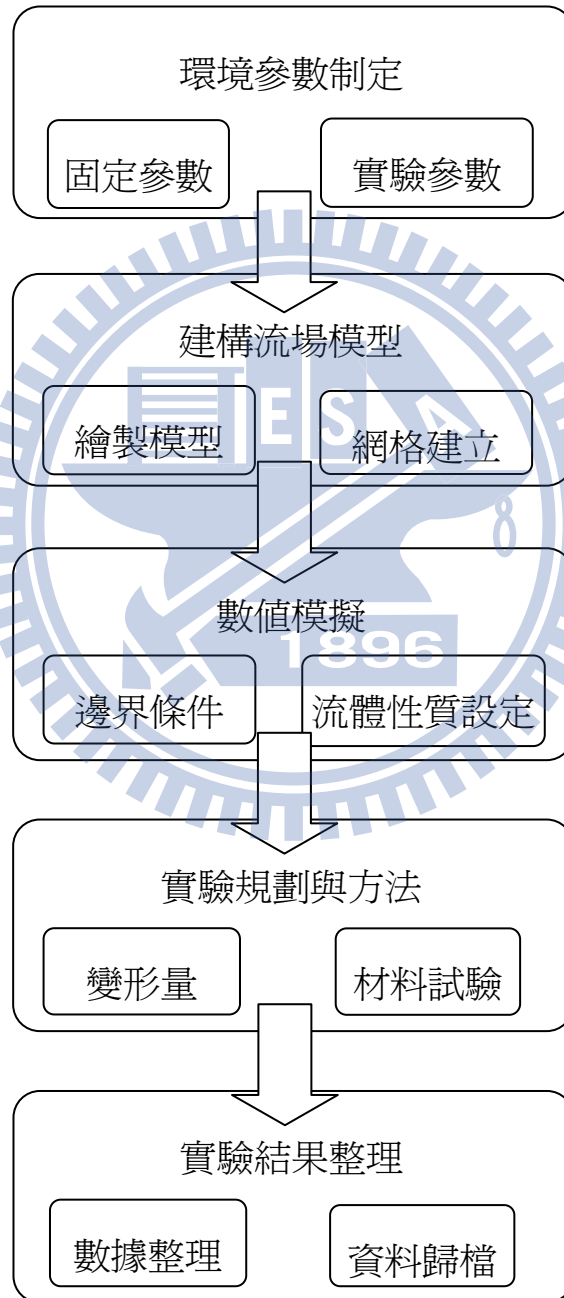 環境參數制定
固定參數
實驗參數
建構流場模型
繪製模型
網格建立
ESA
8
數值模擬
1896
邊界條件
流體性質設定
實驗規劃與方法
變形量
材料試驗
實驗結果整理
數據整理
資料歸檔